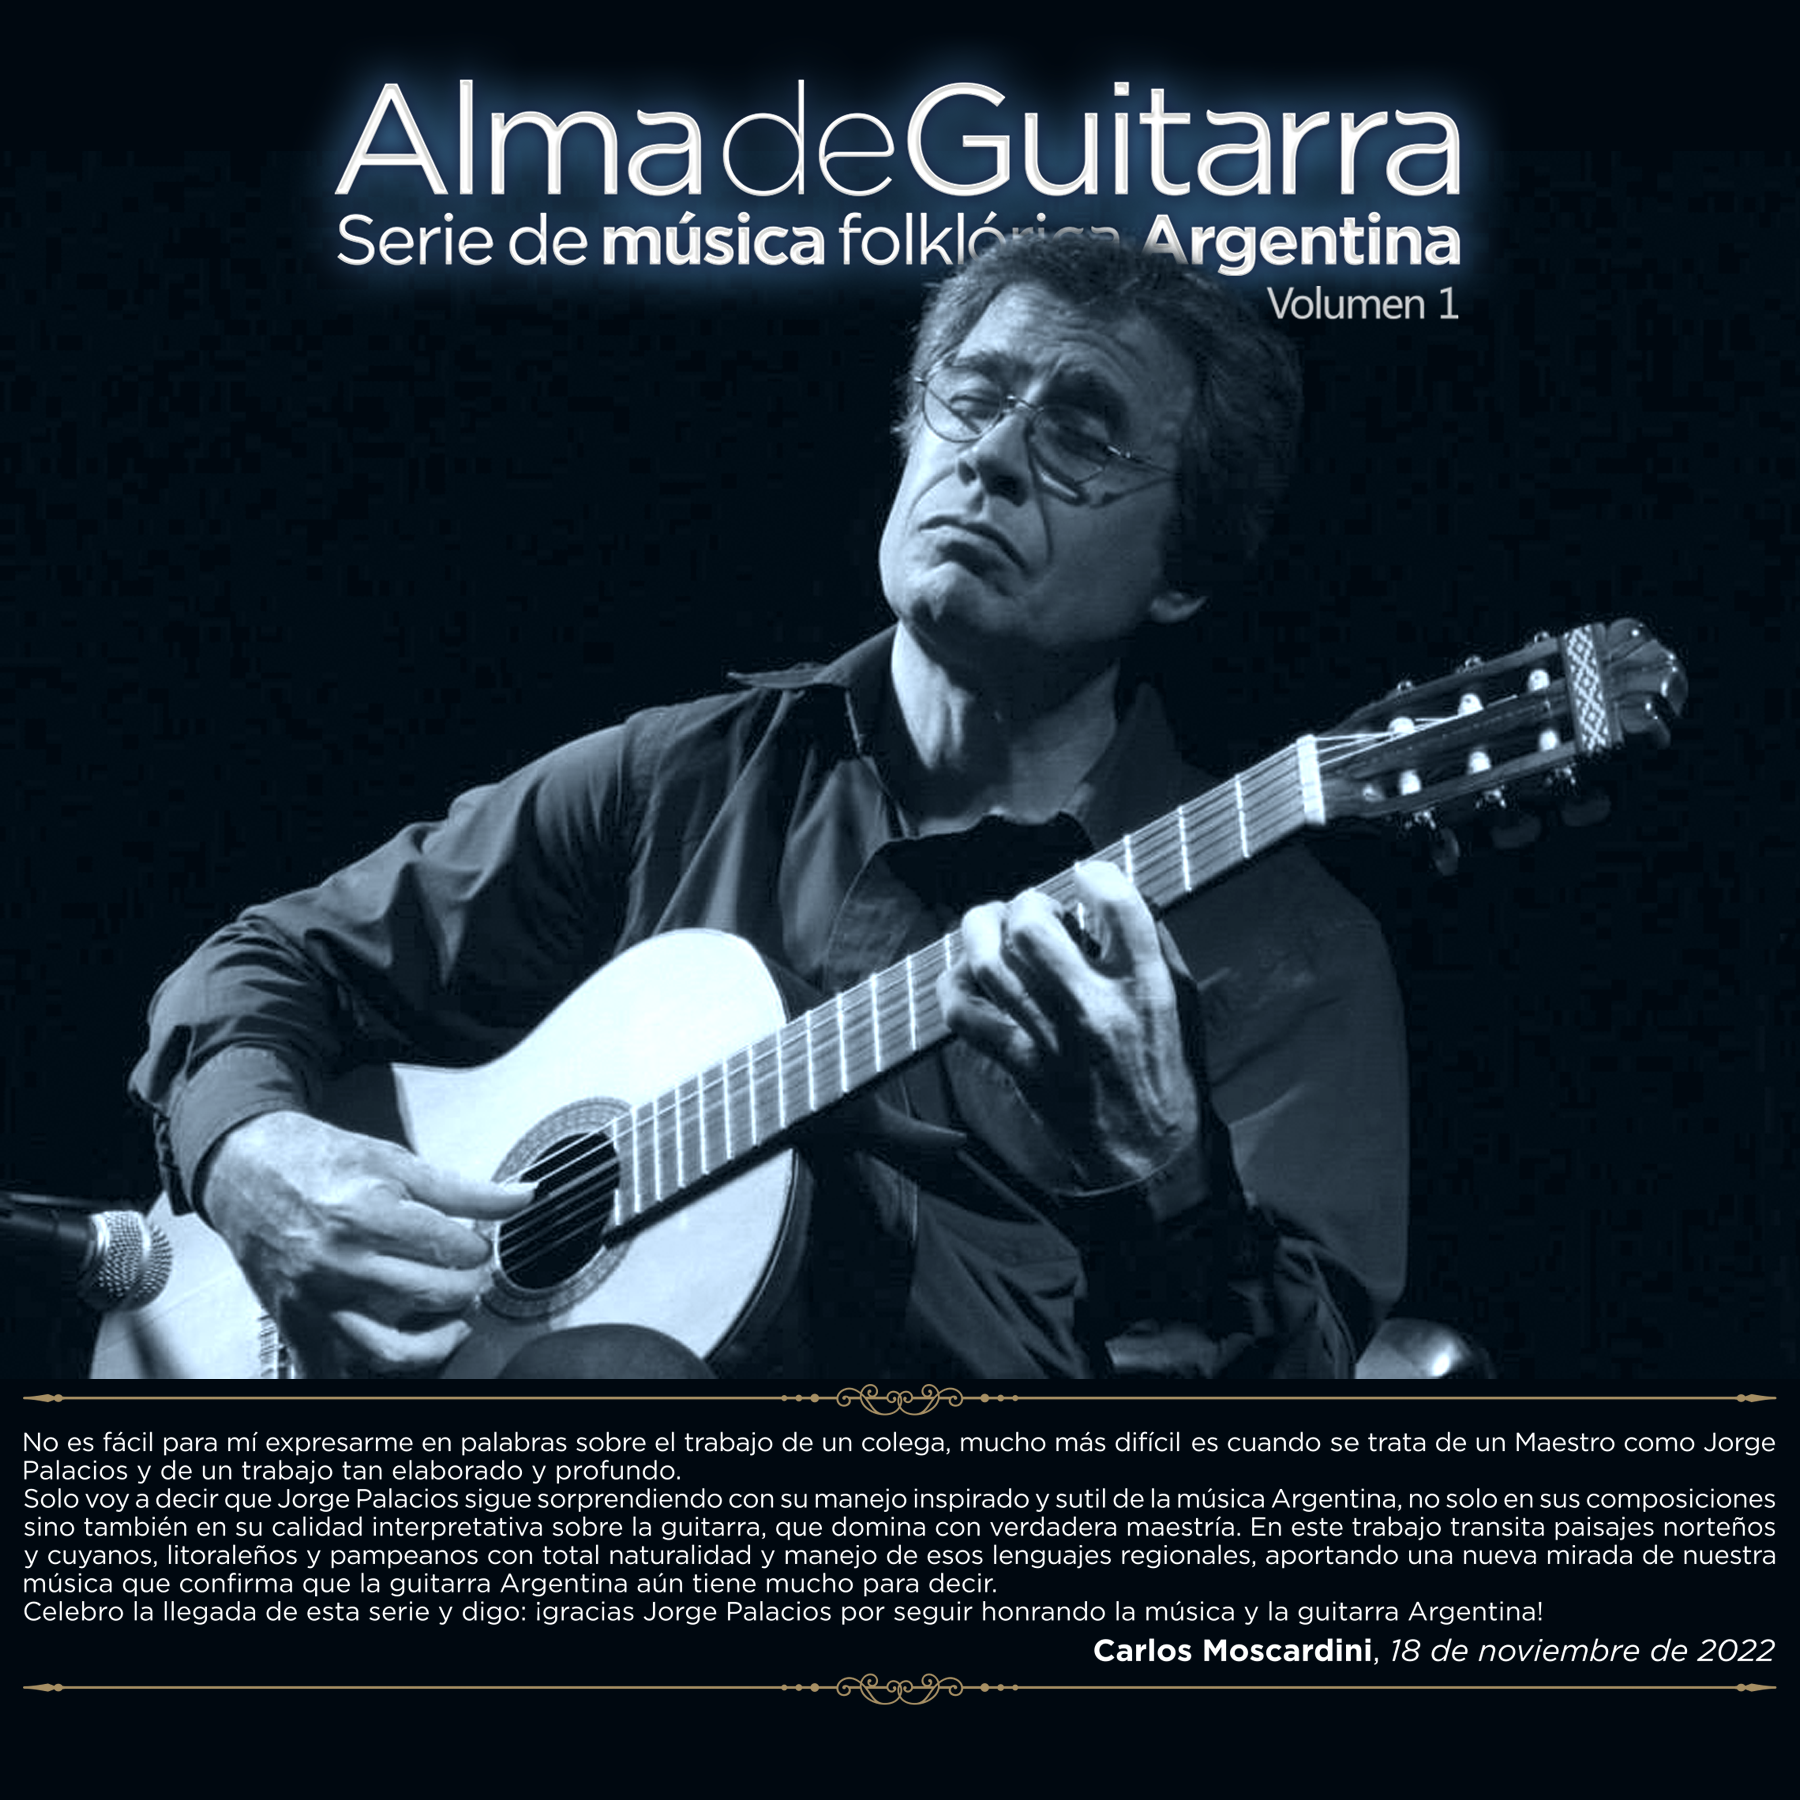 Alma de Guitarra
Serie de música folklórica Argentina
Volumen 1
No es fácil para mí expresarme en palabras sobre el trabajo de un colega, mucho más difícil es cuando se trata de un Maestro como Jorge
Palacios y de un trabajo tan elaborado y profundo.
Solo voy a decir que Jorge Palacios sigue sorprendiendo con su manejo inspirado y sutil de la música Argentina, no solo en sus composiciones
sino también en su calidad interpretativa sobre la guitarra, que domina con verdadera maestría. En este trabajo transita paisajes norteños
y cuyanos, litoraleños y pampeanos con total naturalidad y manejo de esos lenguajes regionales, aportando una nueva mirada de nuestra
música que confirma que la guitarra Argentina aún tiene mucho para decir.
Celebro la llegada de esta serie y digo: ¡gracias Jorge Palacios por seguir honrando la música y la guitarra Argentina!
Carlos Moscardini, 18 de noviembre de 2022